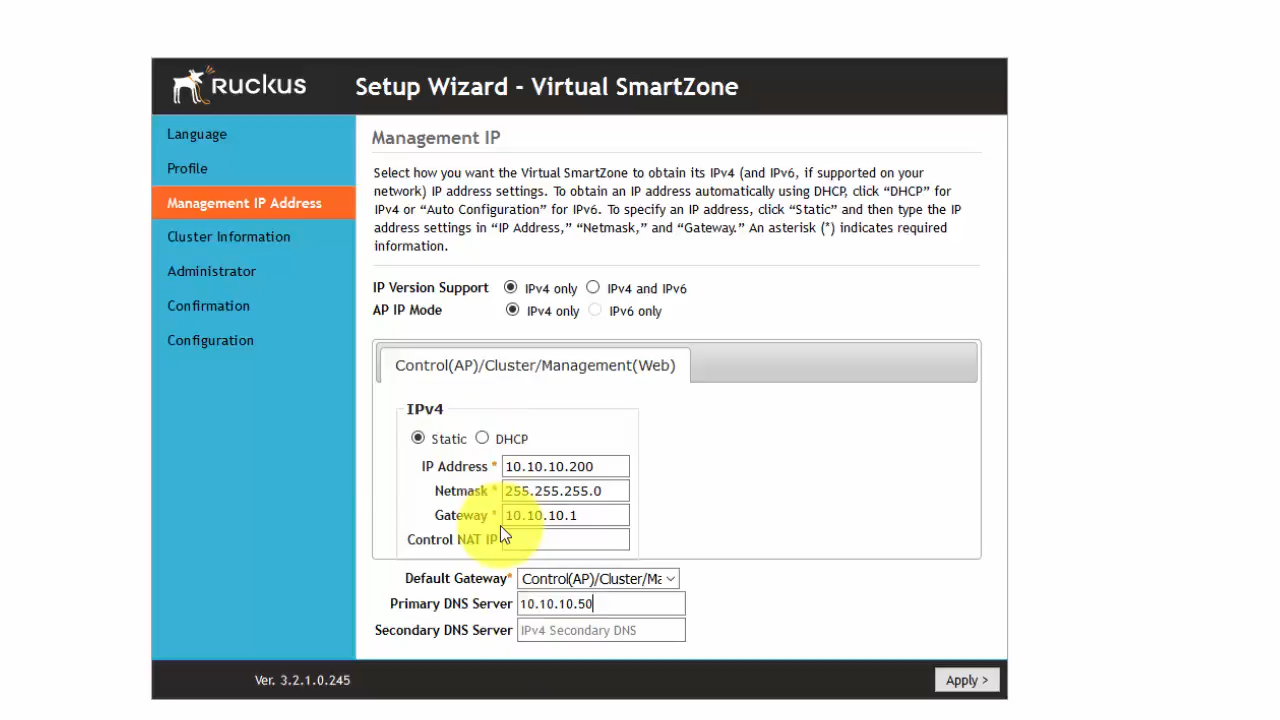 RUCKUS
Setup Wizard - Virtual SmartZone
Language
Profile
Management IP Address
Cluster Information
Administrator
Confirmation
Configuration
Management IP
Select how you want the Virtual SmartZone to obtain its IPv4 (and IPv6, if supported on your
network) IP address settings. To obtain an IP address automatically using DHCP, click “DHCP” for
IPv4 or “Auto Configuration” for IPv6. To specify an IP address, click “Static” and then type the IP
address settings in “IP Address,” “Netmask,” and “Gateway.” An asterisk (*) indicates required
information.
IP Version Support IPv4 only IPv4 and IPv6
AP IP Mode IPv4 only IPv6 only
Control(AP)/Cluster/Management(Web)
IPv4
Static DHCP
IP Address * 10.10.10.200
Netmask * 255.255.255.0
Gateway * 10.10.10.1
Control NAT IP
Default Gateway* Control(AP)/Cluster/Ma
Primary DNS Server 10.10.10.50
Secondary DNS Server IPv4 Secondary DNS
Ver. 3.2.1.0.245
Apply >